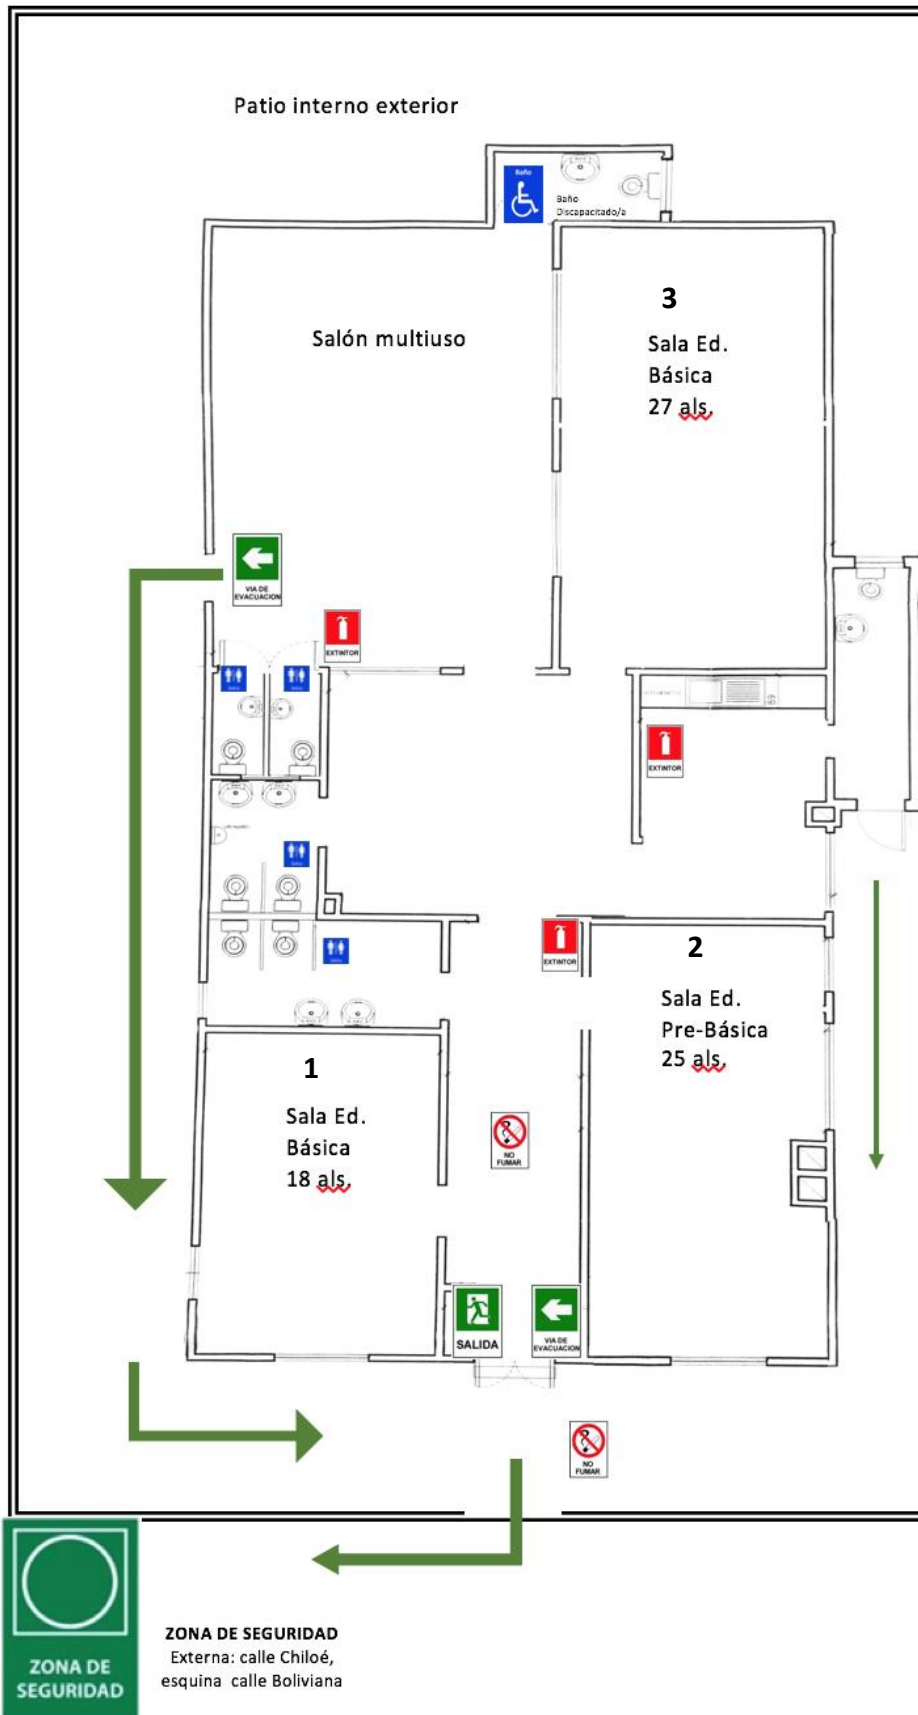 Patio interno exterior
Baño
Baño
Discapacitado/a
3
Sala Ed.
Básica
27 als.
Salón multiuso
VIA DE
EVACUACION
EXTINTOR
EXTINTOR
EXTINTOR
2
Sala Ed.
Pre-Básica
25 als.
1
Sala Ed.
Básica
18 als.
NO
FUMAR
SALIDA
VIA DE
EVACUACION
NO
FUMAR
ZONA DE
SEGURIDAD
ZONA DE SEGURIDAD
Externa: calle Chiloé,
esquina calle Boliviana